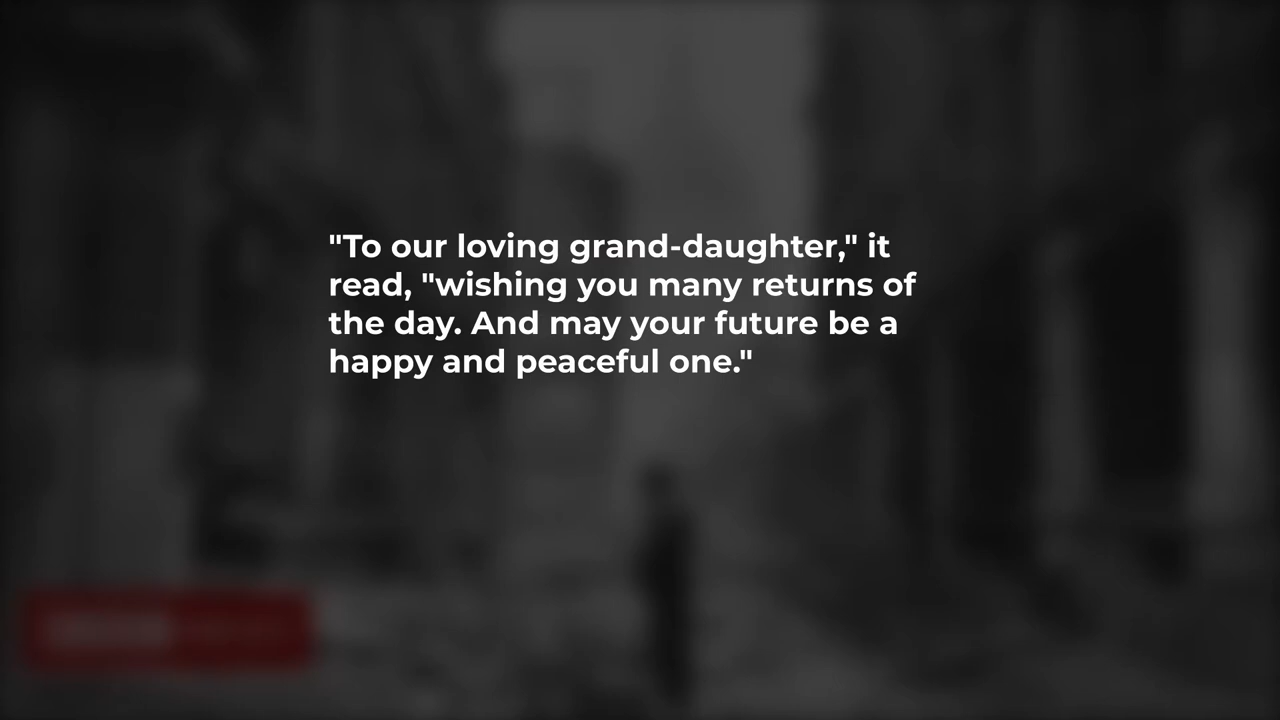 "To our loving grand-daughter," it
read, "wishing you many returns of
the day. And may your future be a
happy and peaceful one."